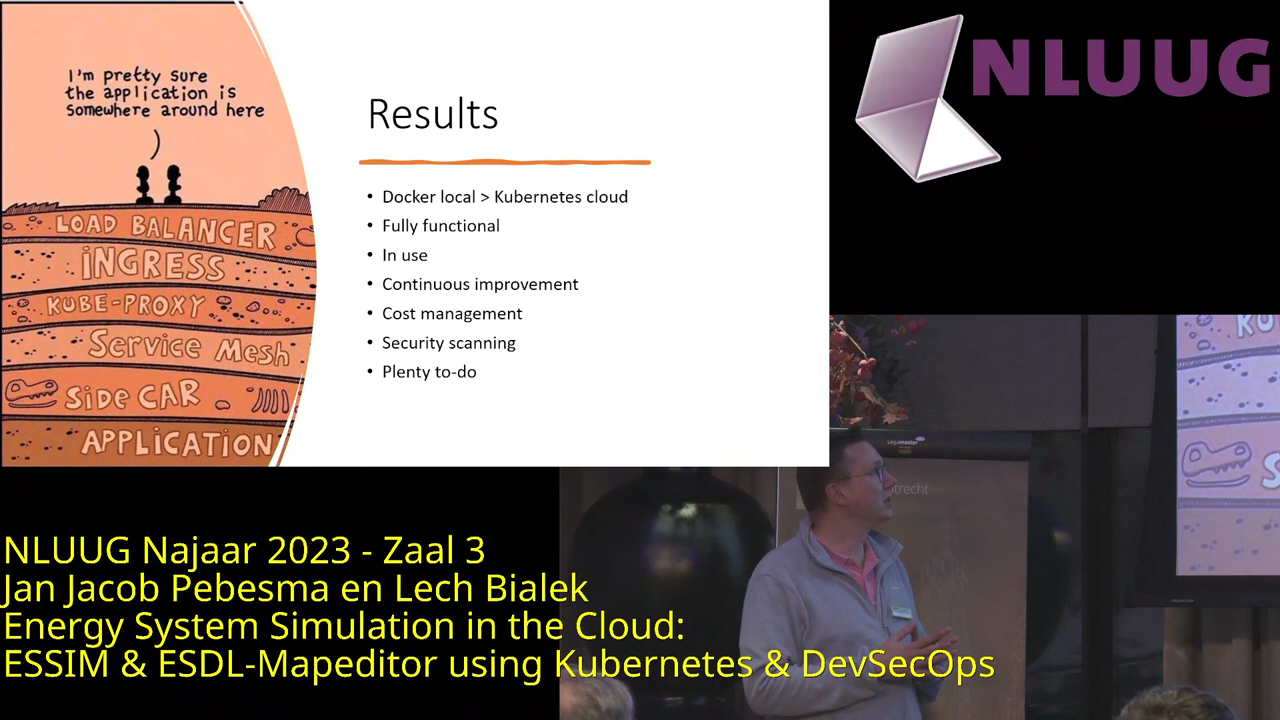 I'm pretty sure
the application is
somewhere around here
LOAD BALANCER
INGRESS
KUBE-PROXY
Service Mesh
Side CAR
APPLICATION
Results
• Docker local > Kubernetes cloud
• Fully functional
• In use
• Continuous improvement
• Cost management
• Security scanning
• Plenty to-do
NLUUG
Legamaster
trecht
KU
S
NLUUG Najaar 2023 - Zaal 3
Jan Jacob Pebesma en Lech Bialek
Energy System Simulation in the Cloud:
ESSIM & ESDL-Mapeditor using Kubernetes & DevSecOps